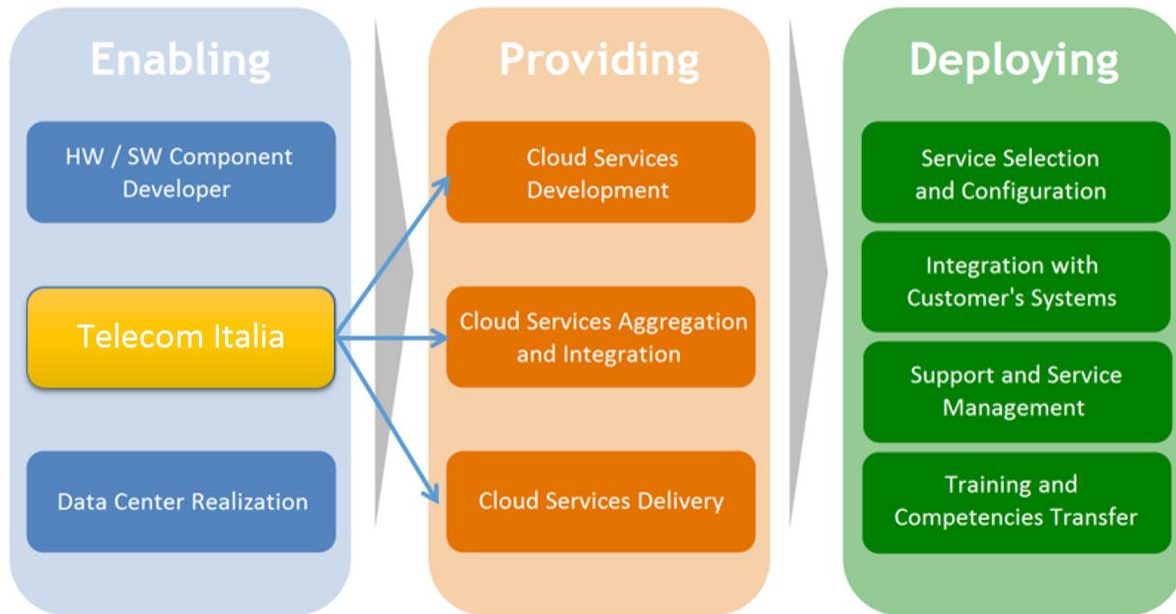 Enabling
HW / SW Component
Developer
Telecom Italia
Data Center Realization
Providing
Cloud Services
Development
Cloud Services Aggregation
and Integration
Cloud Services Delivery
Deploying
Service Selection
and Configuration
Integration with
Customer's Systems
Support and Service
Management
Training and
Competencies Transfer